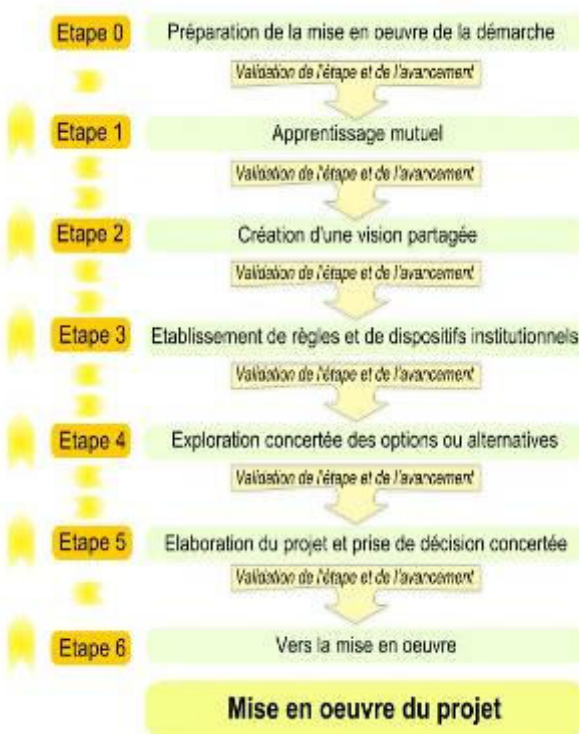 Etape 0 Préparation de la mise en oeuvre de la démarche
Validation de l'étape et de l'avancement
Etape 1 Apprentissage mutuel
Validation de l'étape et de l'avancement
Etape 2 Création d'une vision partagée
Validation de l'étape et de l'avancement
Etape 3 Etablissement de règles et de dispositifs institutionnels
Validation de l'étape et de l'avancement
Etape 4 Exploration concertée des options ou alternatives
Validation de l'étape et de l'avancement
Etape 5 Elaboration du projet et prise de décision concertée
Validation de l'étape et de l'avancement
Etape 6 Vers la mise en oeuvre
Mise en oeuvre du projet